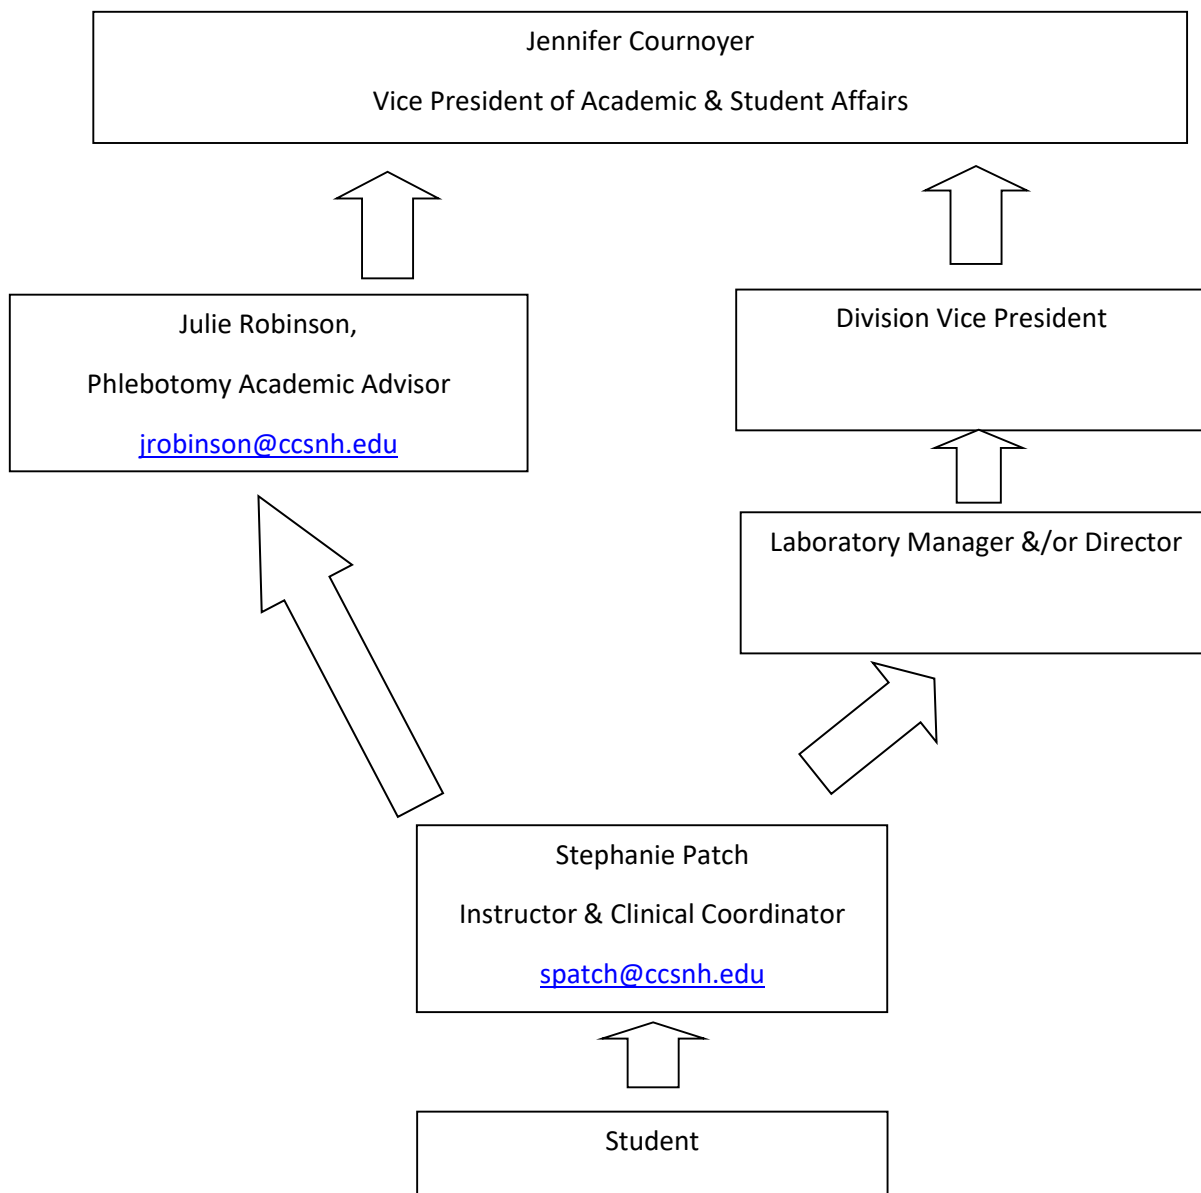 Jennifer Cournoyer
Vice President of Academic & Student Affairs
Julie Robinson,
Phlebotomy Academic Advisor
jrobinson@ccsnh.edu
Division Vice President
Laboratory Manager &/or Director
Stephanie Patch
Instructor & Clinical Coordinator
spatch@ccsnh.edu
Student